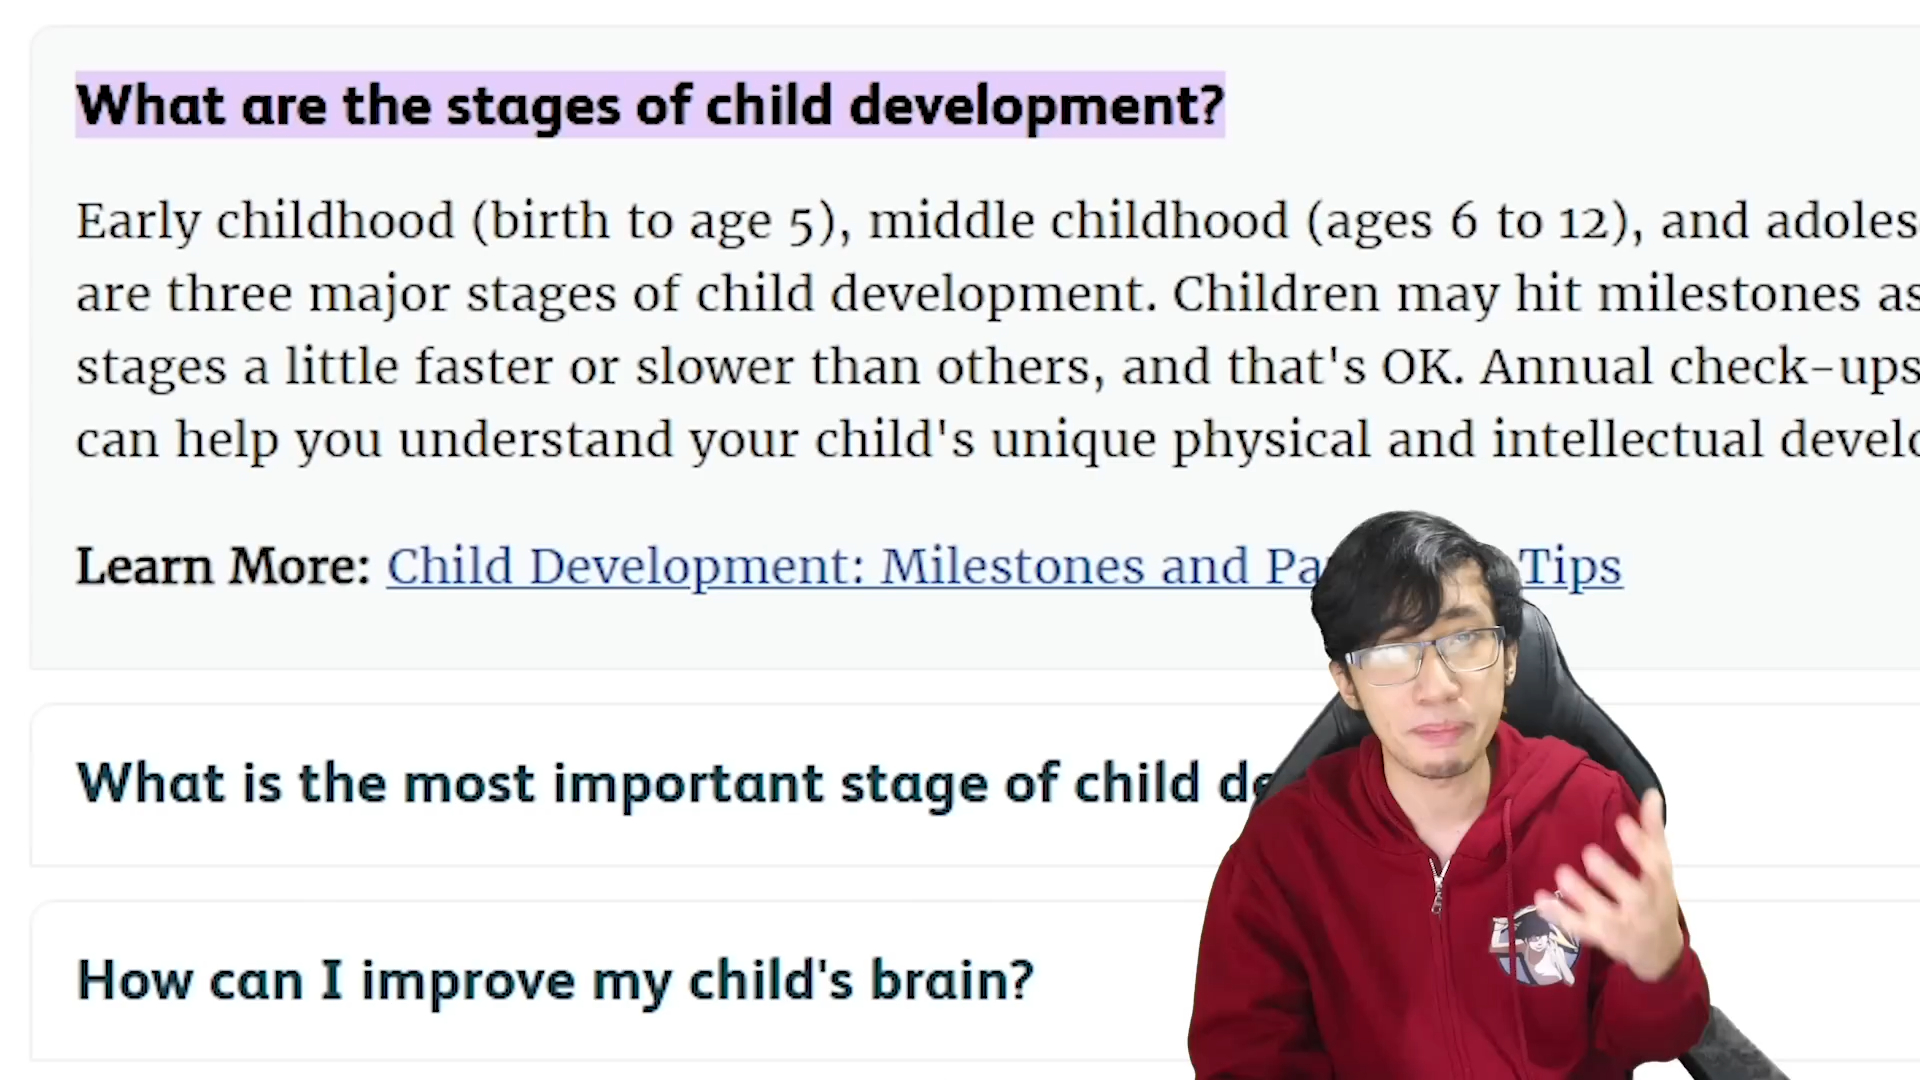 What are the stages of child development?
Early childhood (birth to age 5), middle childhood (ages 6 to 12), and
are three major stages of child development. Children may hit milestones as
stages a little faster or slower than others, and that's OK. Annual check-ups
can help you understand your child's unique physical and intellectual
Learn More: Child Development: Milestones and Tips
What is the most important stage of child
How can I improve my child's brain?